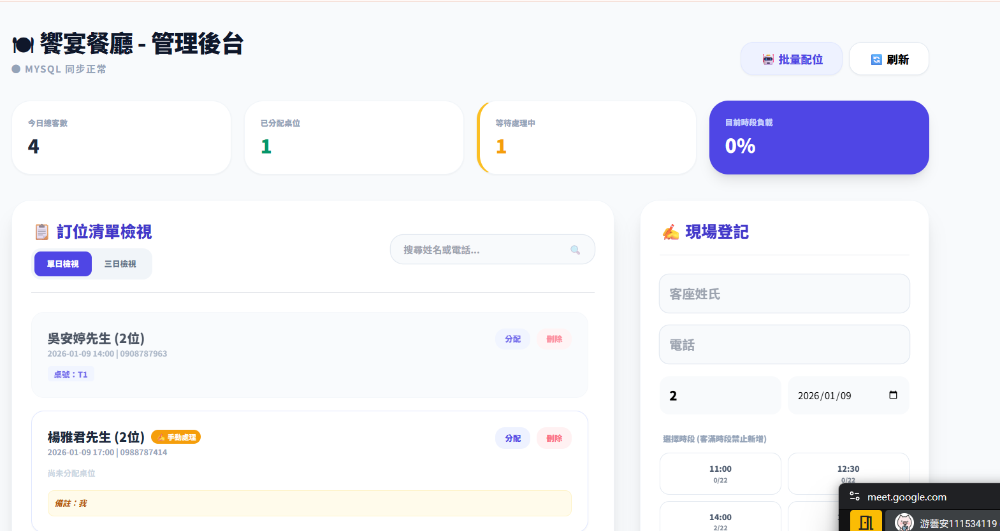 饗宴餐廳 - 管理後台
MYSQL 同步正常
批量配位
刷新
今日總客數
4
已分配桌位
1
等待處理中
1
目前時段負載
0%
訂位清單檢視
單日檢視
三日檢視
搜尋姓名或電話...
吳安婷先生 (2位)
2026-01-09 14:00 | 0908787963
桌號：T1
分配
刪除
楊雅君先生 (2位)
手動處理
2026-01-09 17:00 | 0988787414
尚未分配桌位
備註：我
分配
刪除
現場登記
客座姓氏
電話
2
2026/01/09
選擇時段 (客滿時段禁止新增)
11:00
0/22
12:30
0/22
14:00
2/22
meet.google.com
游蕓安111534119